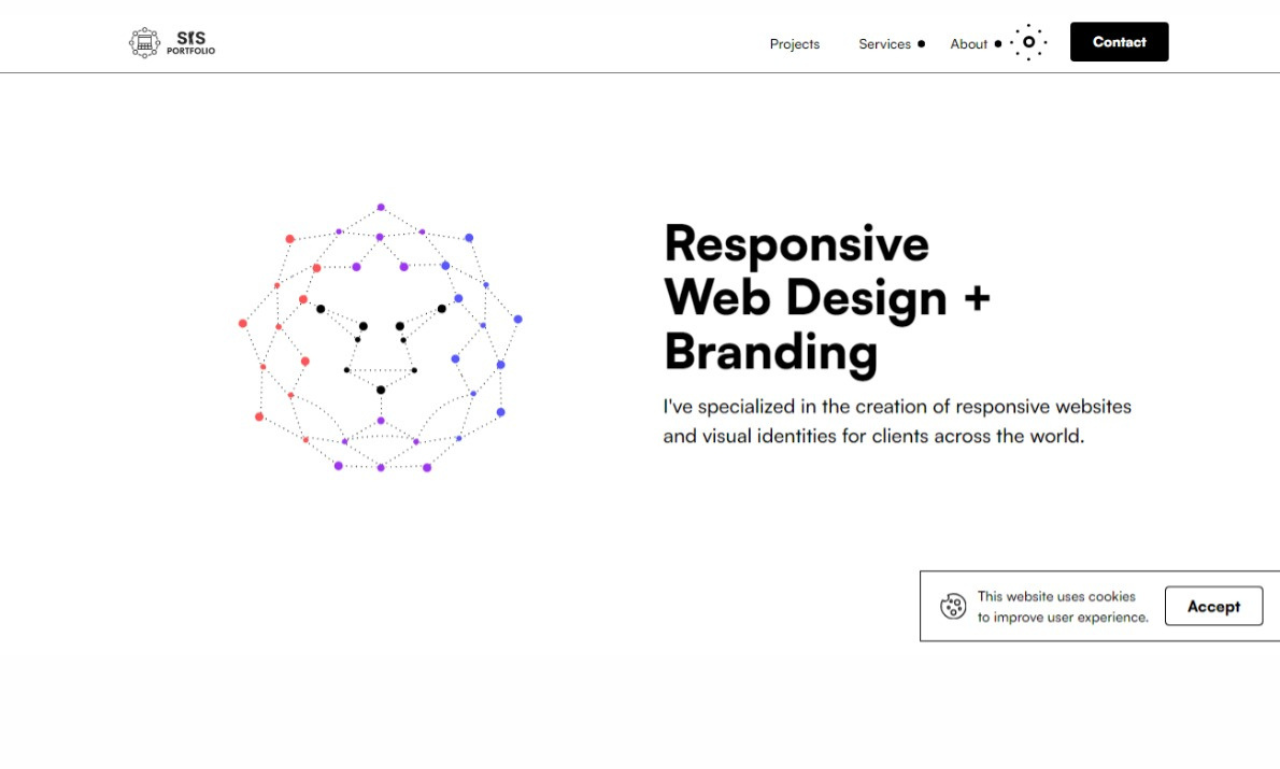 SfS
PORTFOLIO
Projects
Services
About
Contact
Responsive
Web Design +
Branding
I've specialized in the creation of responsive websites
and visual identities for clients across the world.
This website uses cookies
to improve user experience.
Accept